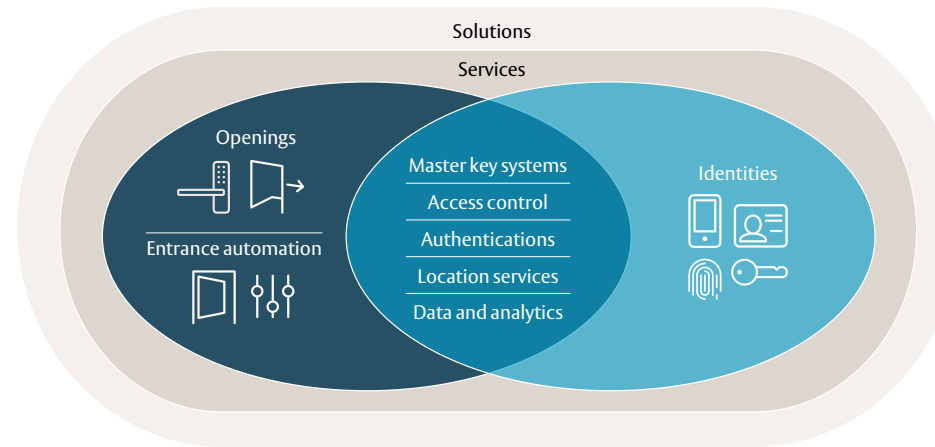 Solutions
Services
Openings
Entrance automation
Master key systems
Access control
Authentications
Location services
Data and analytics
Identities